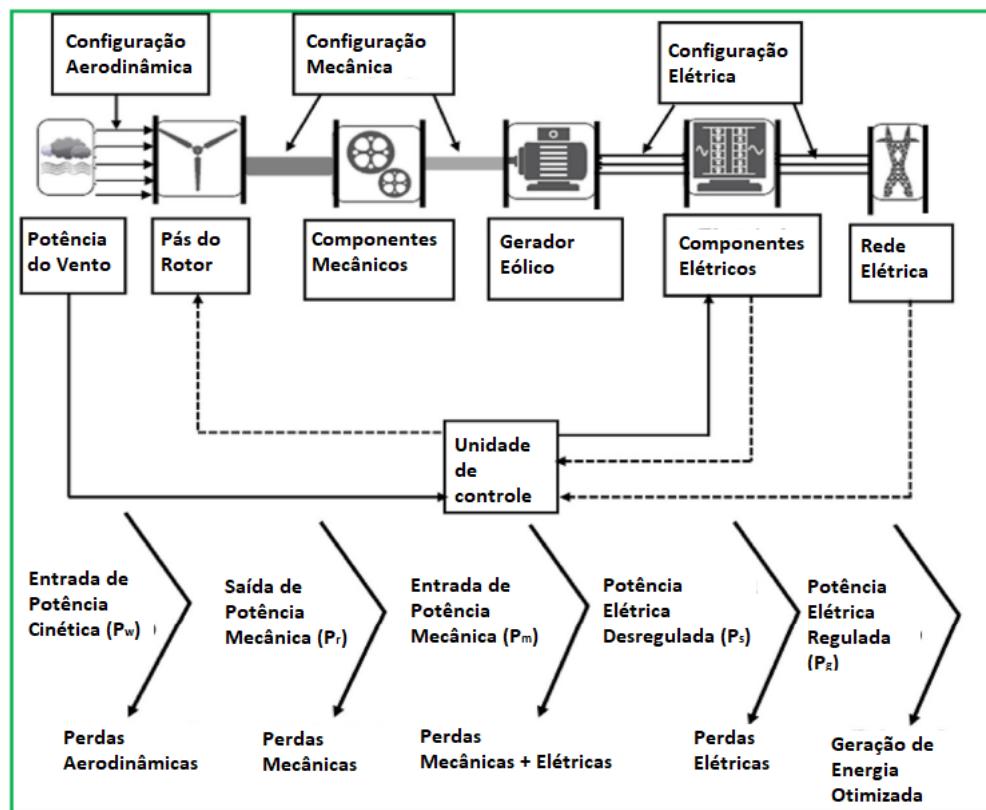 Configuração
Aerodinâmica
Configuração
Mecânica
Configuração
Elétrica
Potência
do Vento
Pás do
Rotor
Componentes
Mecânicos
Gerador
Eólico
Componentes
Elétricos
Rede
Elétrica
Unidade
de
controle
Entrada de
Potência
Cinética (Pw)
Saída de
Potência
Mecânica (Pr)
Entrada de
Potência
Mecânica (Pm)
Potência
Elétrica
Desregulada (Ps)
Potência
Elétrica
Regulada
(Pg)
Perdas
Aerodinâmicas
Perdas
Mecânicas
Perdas
Mecânicas + Elétricas
Perdas
Elétricas
Geração de
Energia
Otimizada